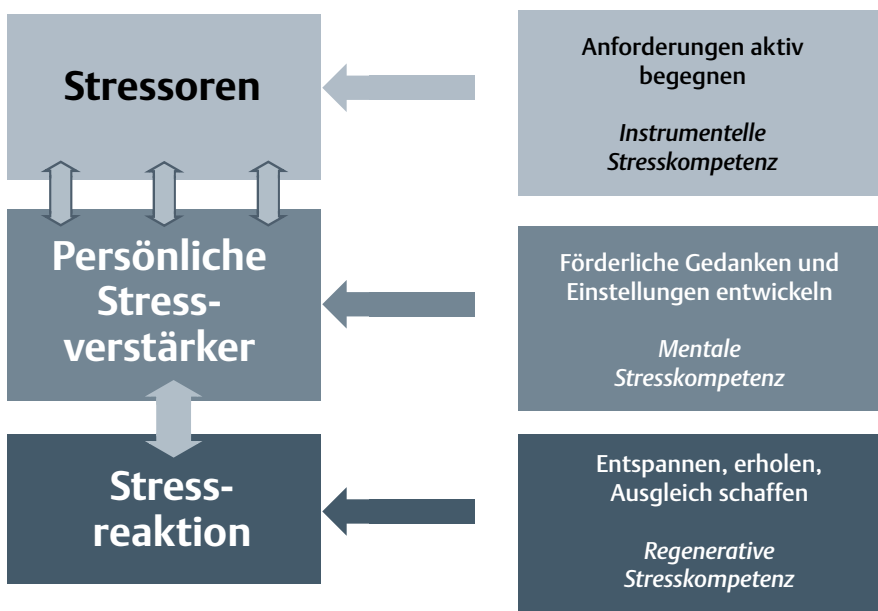 Stressoren
Anforderungen aktiv
begegnen
Instrumentelle
Stresskompetenz
Persönliche
Stress-
verstärker
Förderliche Gedanken und
Einstellungen entwickeln
Mentale
Stresskompetenz
Stress-
reaktion
Entspannen, erholen,
Ausgleich schaffen
Regenerative
Stresskompetenz